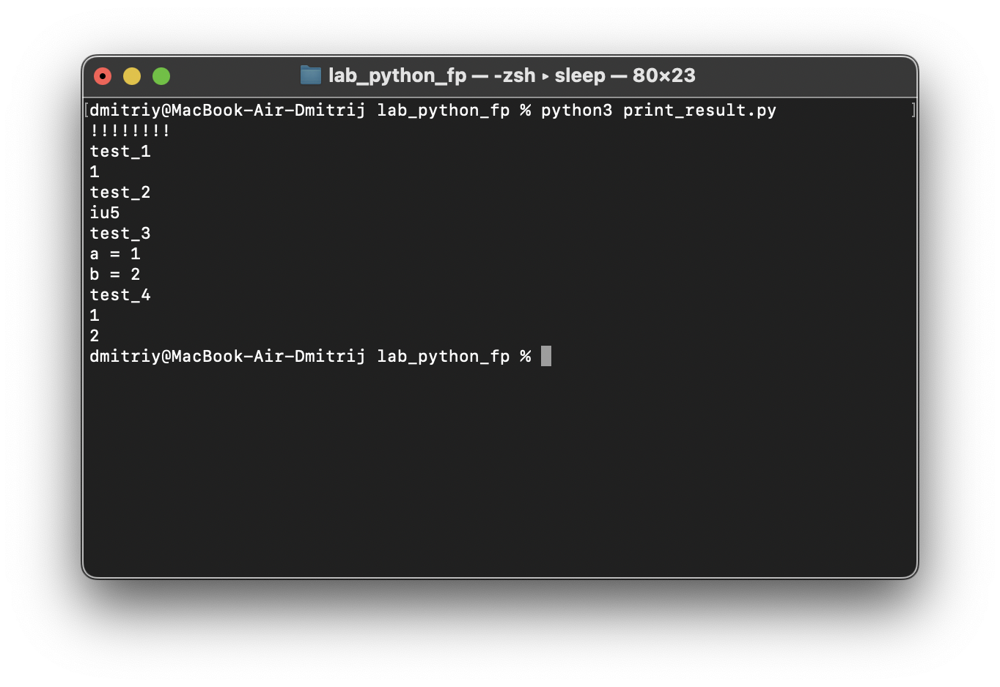 lab_python_fp — -zsh ▸ sleep — 80×23
[dmitriy@MacBook-Air-Dmitrij lab_python_fp % python3 print_result.py ]
!!!!!!!!
test_1
1
test_2
iu5
test_3
a = 1
b = 2
test_4
1
2
dmitriy@MacBook-Air-Dmitrij lab_python_fp %